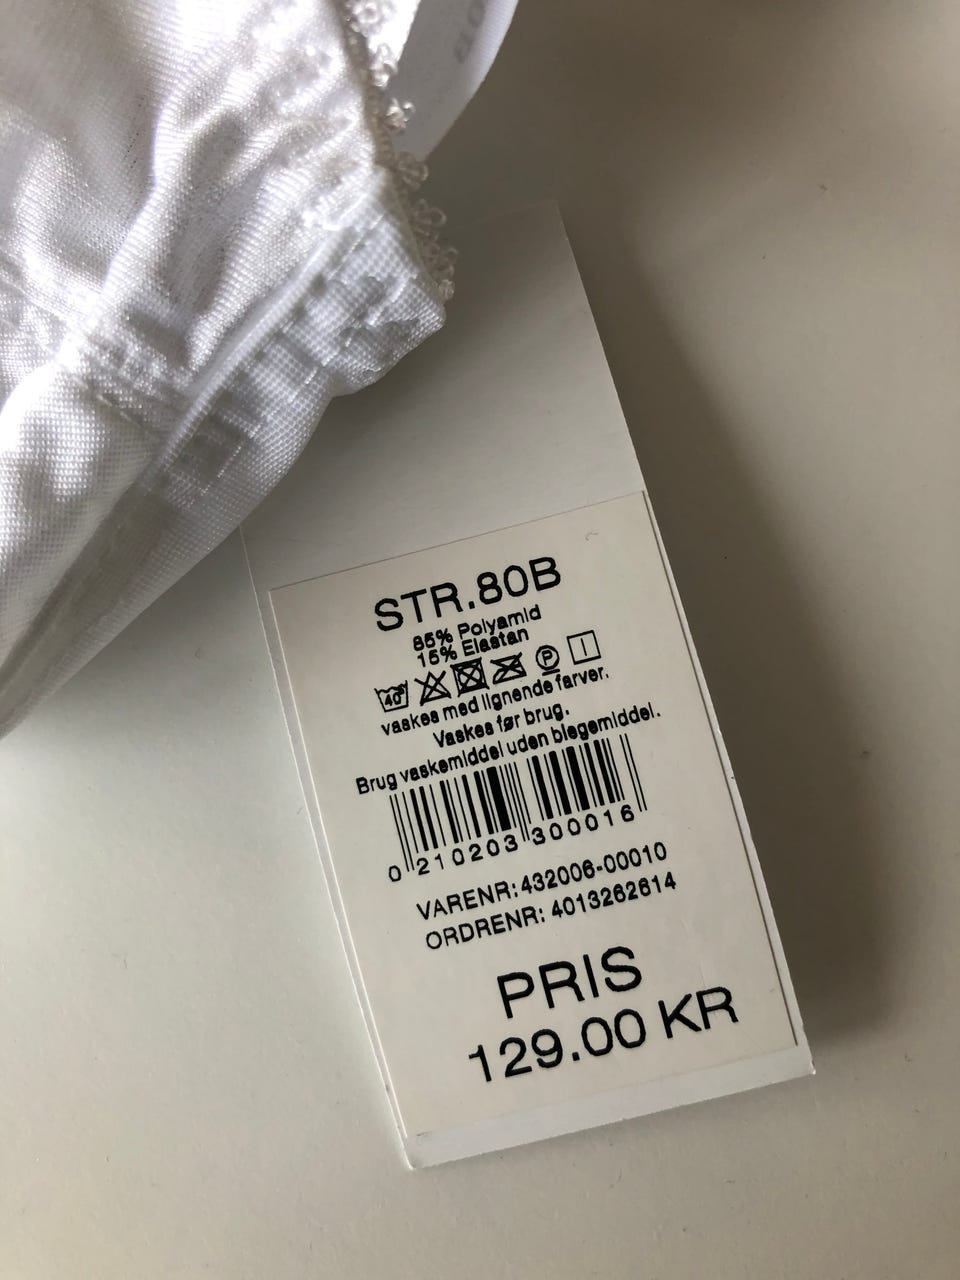 STR.80B
85% Polyamid
15% Elastan
40° P
vaskes med lignende farver.
Vaskes før brug.
Brug vaskemiddel uden blegemiddel.
0 210203 300016
VARENR: 432006-00010
ORDRENR: 4013262614
PRIS
129.00 KR